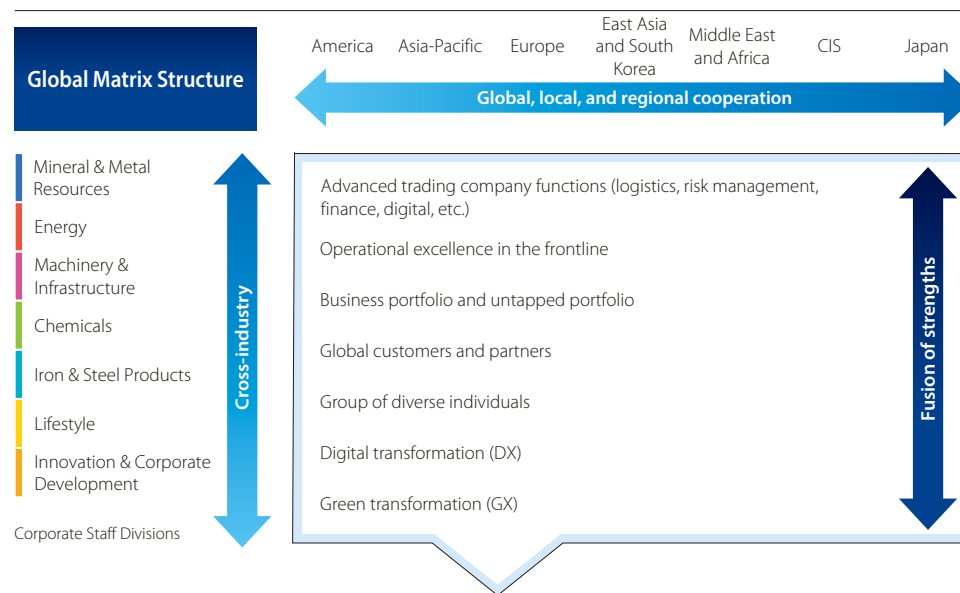 Global Matrix Structure
America
Asia-Pacific
Europe
East Asia
and South
Korea
Middle East
and Africa
CIS
Japan
Global, local, and regional cooperation
Mineral & Metal
Resources
Energy
Machinery &
Infrastructure
Chemicals
Iron & Steel Products
Lifestyle
Innovation & Corporate
Development
Corporate Staff Divisions
Cross-industry
Advanced trading company functions (logistics, risk management,
finance, digital, etc.)
Operational excellence in the frontline
Business portfolio and untapped portfolio
Global customers and partners
Group of diverse individuals
Digital transformation (DX)
Green transformation (GX)
Fusion of strengths